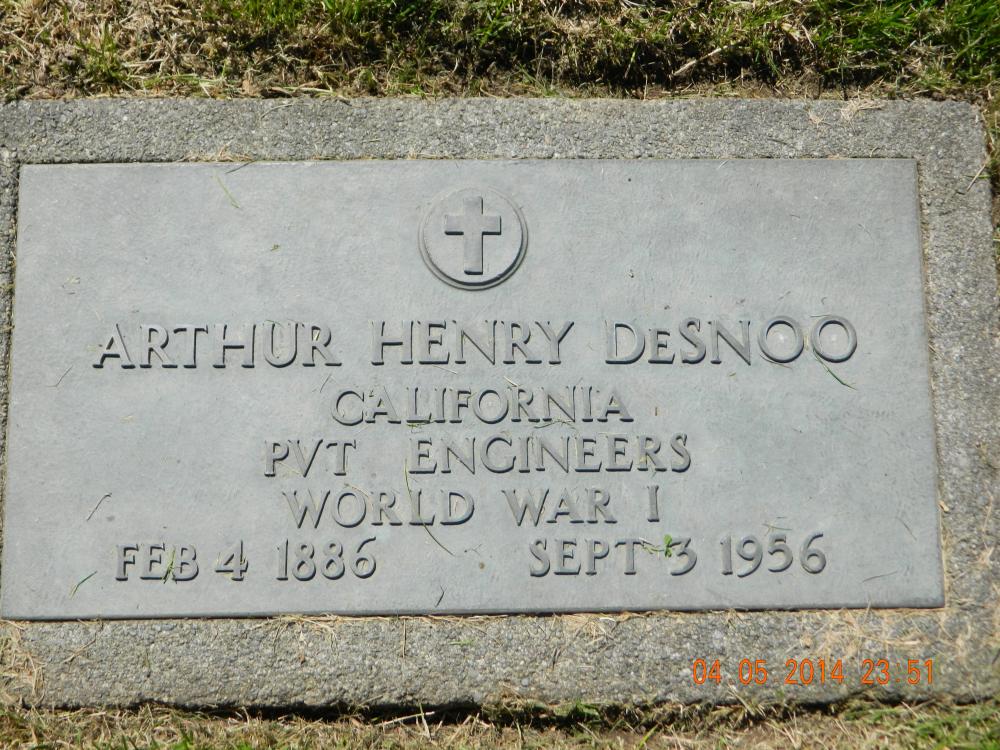 ARTHUR HENRY DeSNOO
CALIFORNIA
PVT ENGINEERS
WORLD WAR I
FEB 4 1886 SEPT 3 1956
04 05 2014 23:51